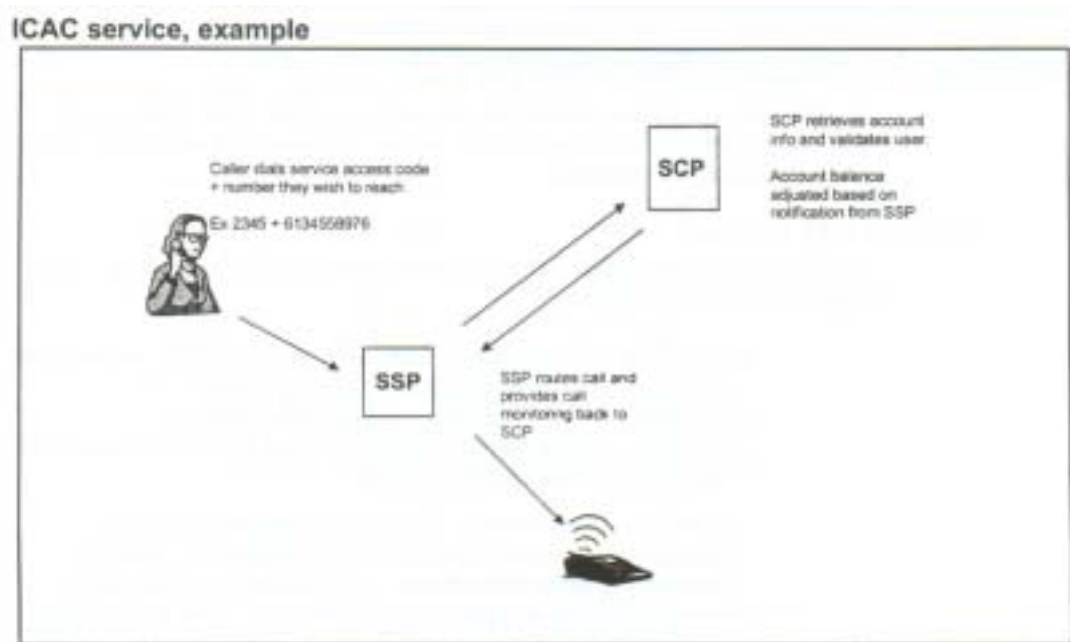 ICAC service, example
Caller dials service access code
+ number they wish to reach
Ex 2345 + 6134558976
SCP
SCP retrieves account
info and validates user.
Account balance
adjusted based on
notification from SSP
SSP
SSP routes call and
provides call
monitoring back to
SCP